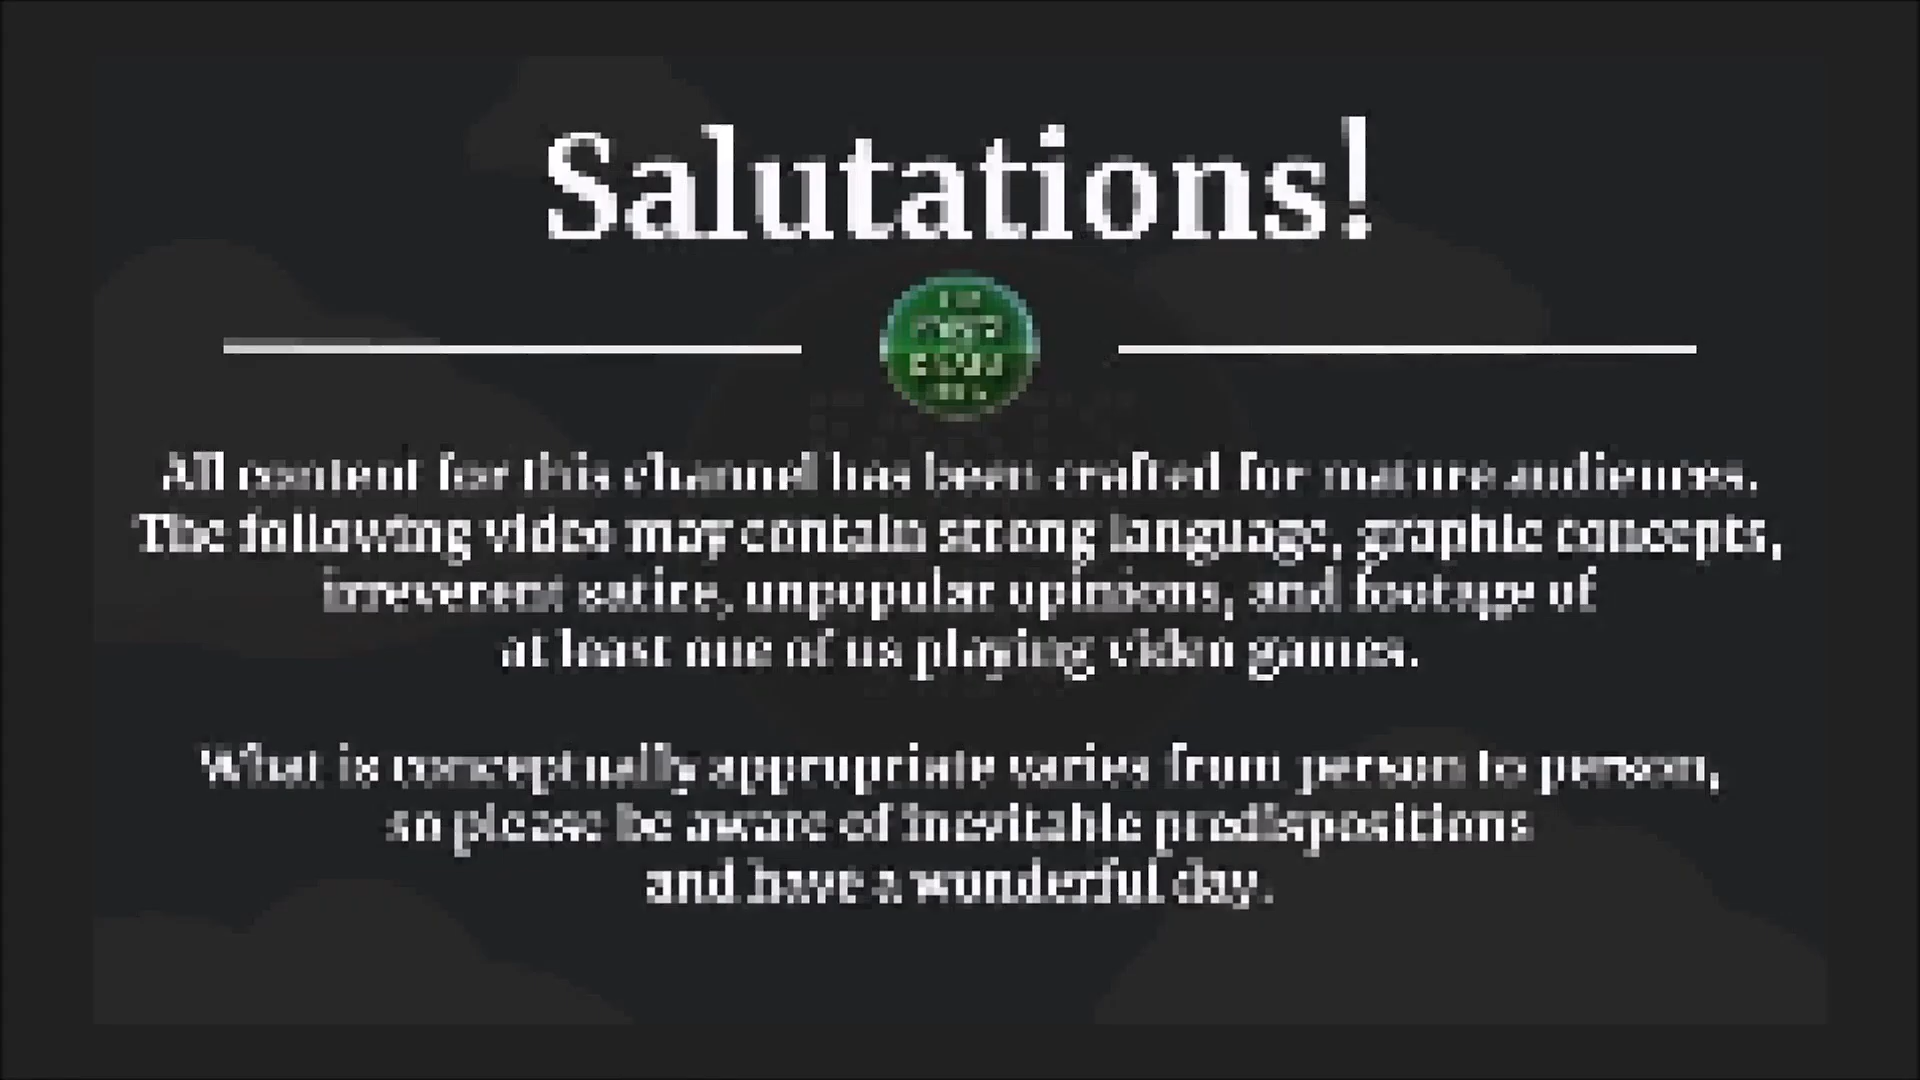 Salutations!
All content for this channel has been crafted for mature audiences.
The following video may contain strong language, graphic concepts,
irreverent satire, unpopular opinions, and footage of
at least one of us playing video games.
What is conceptually appropriate varies from person to person,
so please be aware of inevitable predispositions
and have a wonderful day.